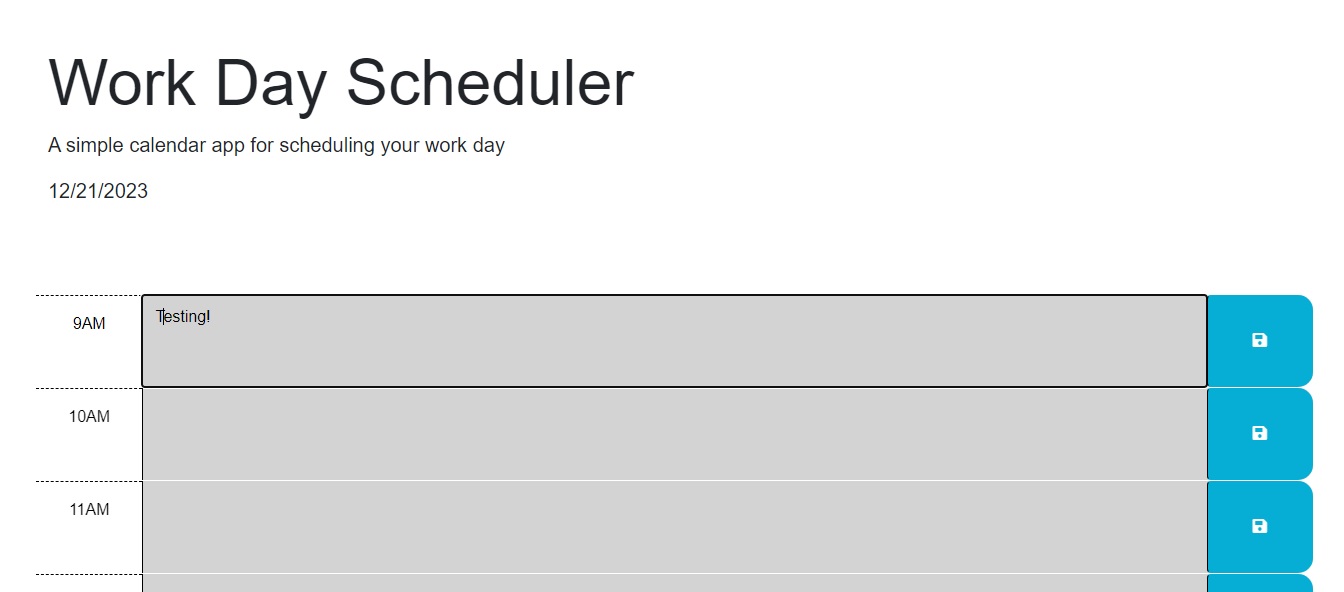 Work Day Scheduler
A simple calendar app for scheduling your work day
12/21/2023
9AM
Testing!
10AM
11AM